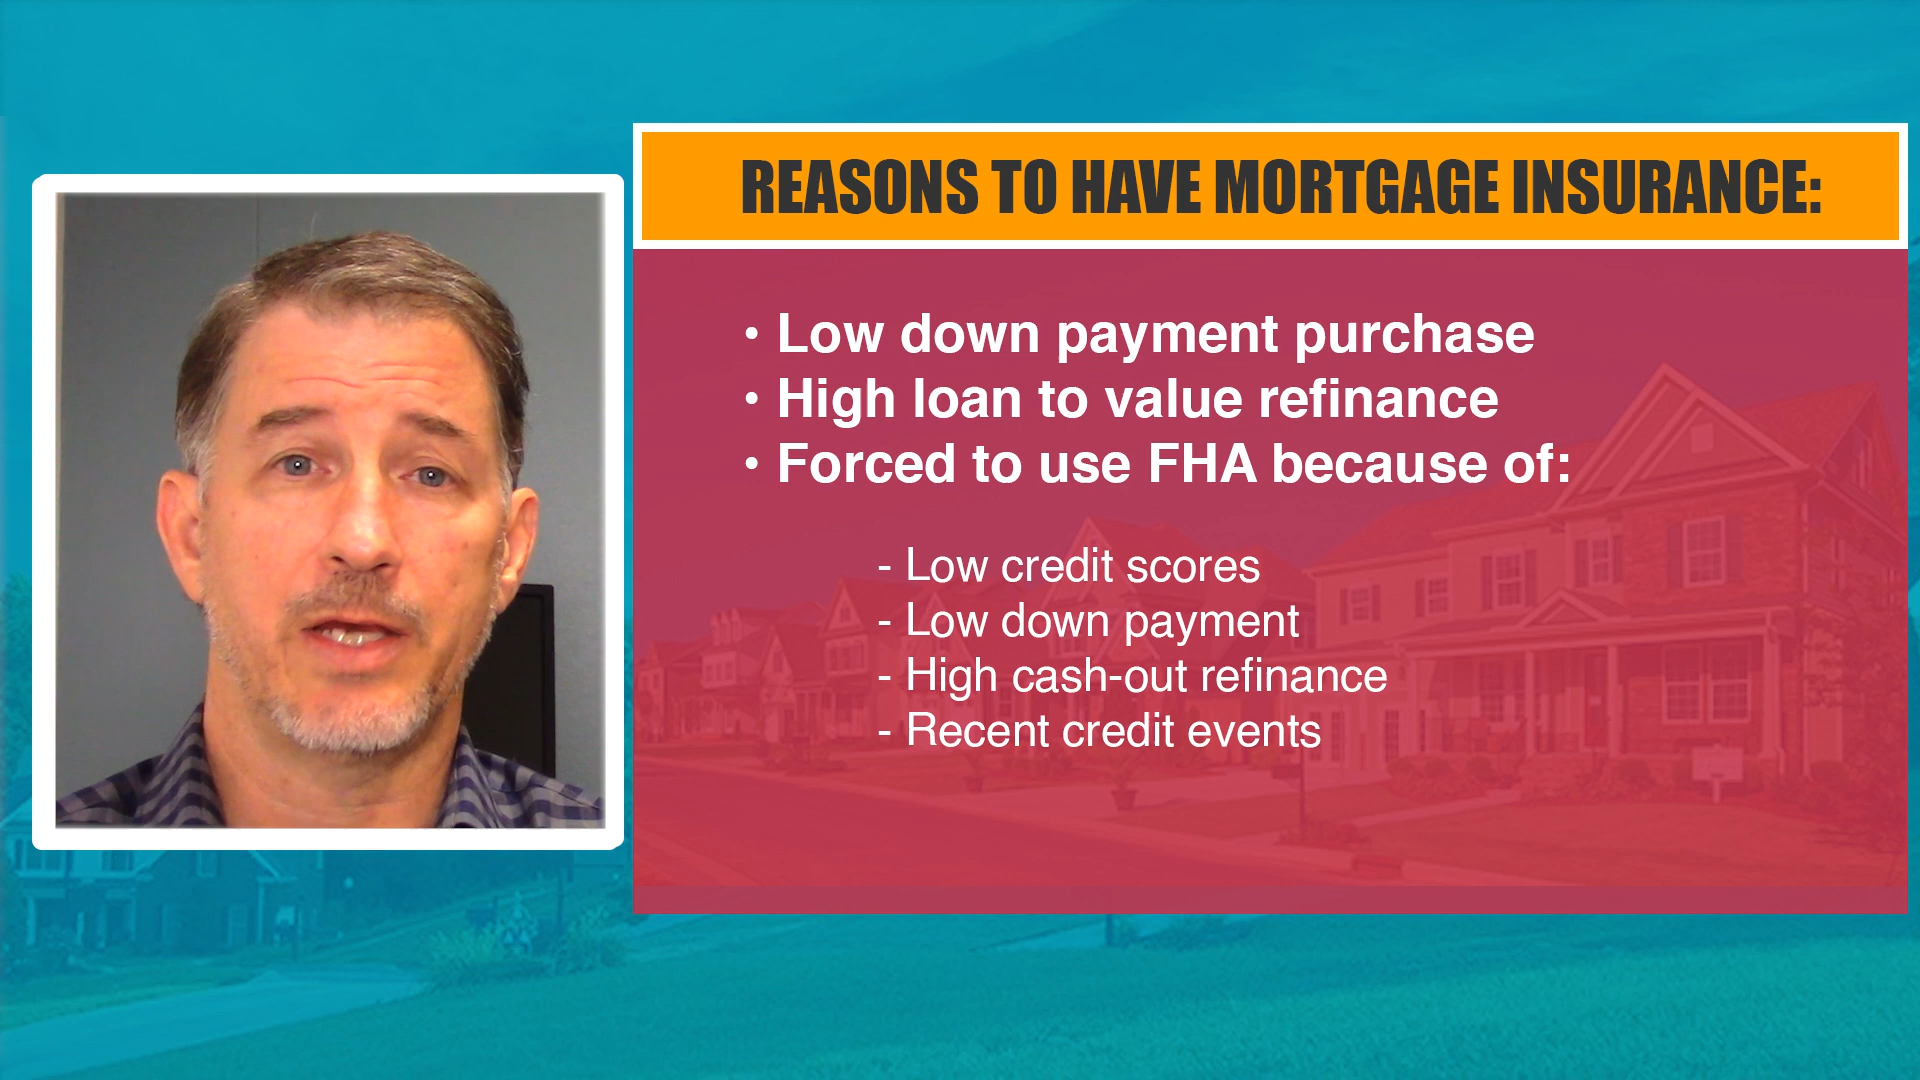 REASONS TO HAVE MORTGAGE INSURANCE:
• Low down payment purchase
• High loan to value refinance
• Forced to use FHA because of:
- Low credit scores
- Low down payment
- High cash-out refinance
- Recent credit events